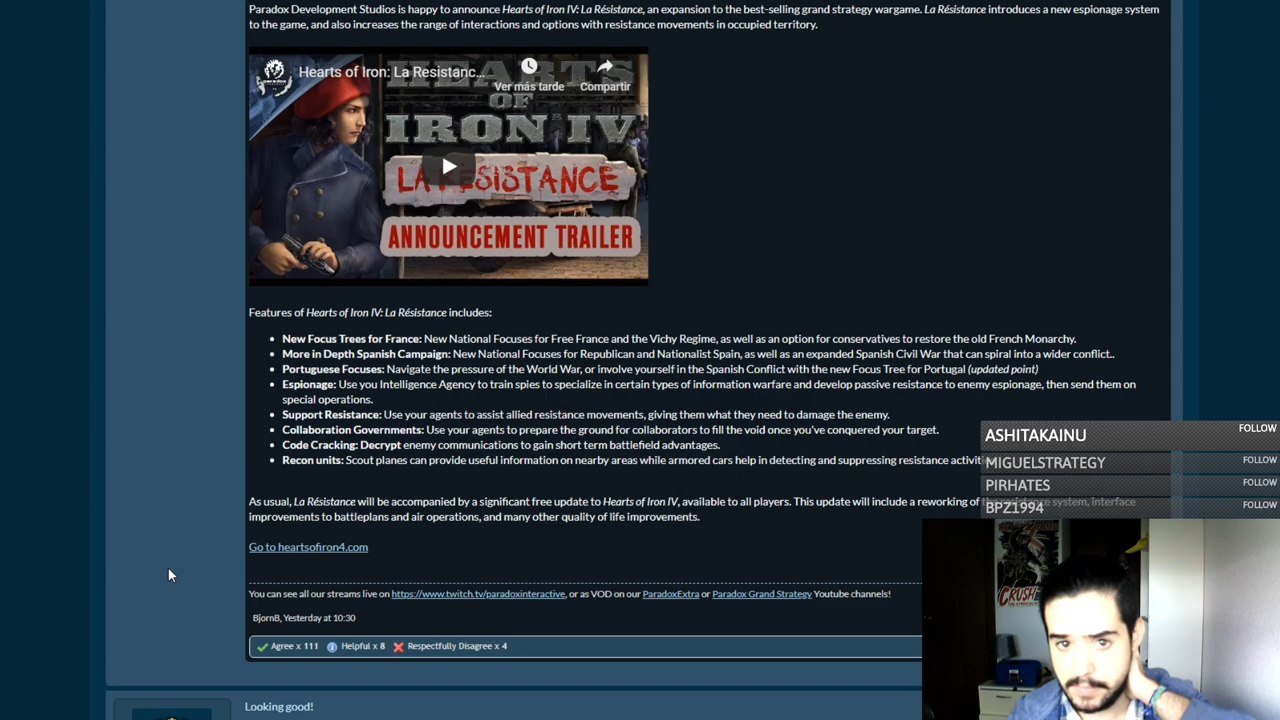 Paradox Development Studios is happy to announce Hearts of Iron IV: La Résistance, an expansion to the best-selling grand strategy wargame. La Résistance introduces a new espionage system
to the game, and also increases the range of interactions and options with resistance movements in occupied territory.
Hearts of Iron: La Resistanc...
Ver más tarde
Compartir
HEARTS
OF
IRON IV
LA RESISTANCE
ANNOUNCEMENT TRAILER
Features of Hearts of Iron IV: La Résistance includes:
• New Focus Trees for France: New National Focuses for Free France and the Vichy Regime, as well as an option for conservatives to restore the old French Monarchy.
• More in Depth Spanish Campaign: New National Focuses for Republican and Nationalist Spain, as well as an expanded Spanish Civil War that can spiral into a wider conflict..
• Portuguese Focuses: Navigate the pressure of the World War, or involve yourself in the Spanish Conflict with the new Focus Tree for Portugal (updated point)
• Espionage: Use you Intelligence Agency to train spies to specialize in certain types of information warfare and develop passive resistance to enemy espionage, then send them on
special operations.
• Support Resistance: Use your agents to assist allied resistance movements, giving them what they need to damage the enemy.
• Collaboration Governments: Use your agents to prepare the ground for collaborators to fill the void once you've conquered your target.
• Code Cracking: Decrypt enemy communications to gain short term battlefield advantages.
• Recon units: Scout planes can provide useful information on nearby areas while armored cars help in detecting and suppressing resistance activiti
As usual, La Résistance will be accompanied by a significant free update to Hearts of Iron IV, available to all players. This update will include a reworking of the resistance system, interface
improvements to battleplans and air operations, and many other quality of life improvements.
Go to heartsofiron4.com
You can see all our streams live on https://www.twitch.tv/paradoxinteractive, or as VOD on our ParadoxExtra or Paradox Grand Strategy Youtube channels!
BjornB, Yesterday at 10:30
Agree x 111 Helpful x 8 Respectfully Disagree x 4
Looking good!
ASHITAKAINU FOLLOW
MIGUELSTRATEGY FOLLOW
PIRHATES FOLLOW
BPZ1994 FOLLOW
CRUSH